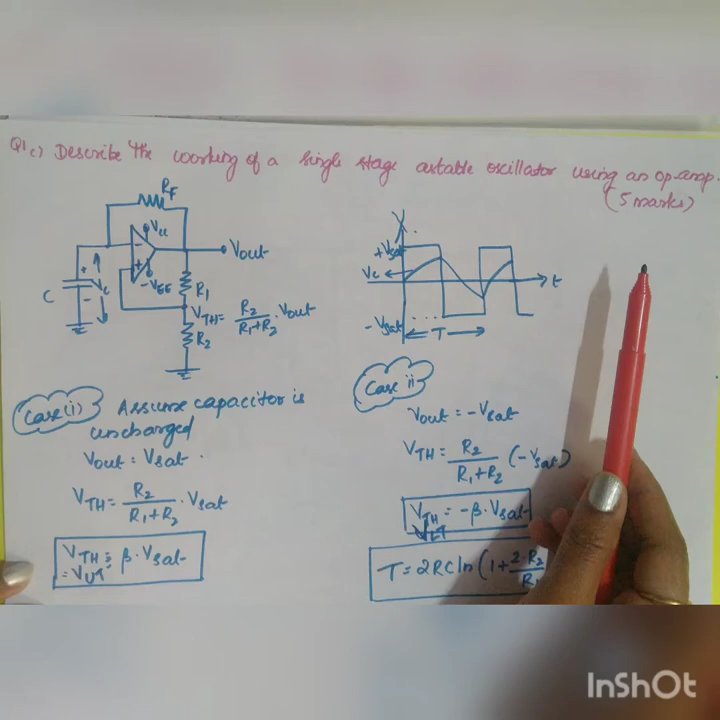 Q1 c) Describe the working of a single stage astable oscillator using an op-amp.
(5 marks)
RF
Vcc
-
+
-VEE
Vout
C
+
Vc
-
R1
VTH = R2/(R1+R2) · Vout
R2
+Vsat
Vc
t
-Vsat
T
Case (i) Assume capacitor is
uncharged
Vout = Vsat
VTH = R2/(R1+R2) · Vsat
VTH = β · Vsat
= VUT
Case ii)
Vout = -Vsat
VTH = R2/(R1+R2) (-Vsat)
VTH = -β · Vsat
VLT
T = 2RC ln (1 + 2·R2/R1
InShOt